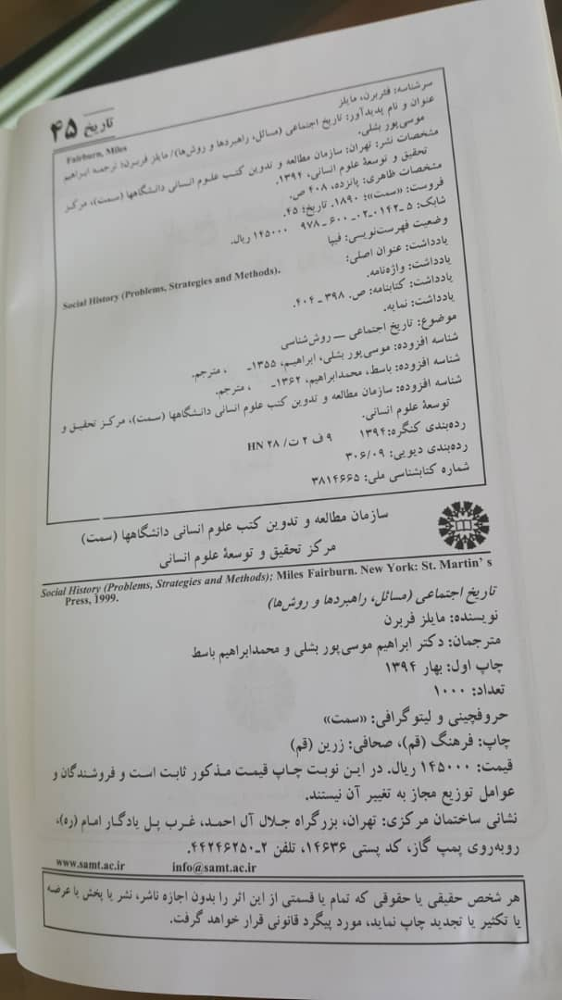 تاریخ ۴۵
سرشناسه: فئربرن، مایلز
Fairburn, Miles
عنوان و نام پدیدآور: تاریخ اجتماعی (مسائل، راهبردها و روش‌ها)/ مایلز فربرن؛ ترجمه ابراهیم
موسی‌پور بشلی.
مشخصات نشر: تهران: سازمان مطالعه و تدوین کتب علوم انسانی دانشگاهها (سمت)، مرکز
تحقیق و توسعهٔ علوم انسانی، ۱۳۹۴.
مشخصات ظاهری: پانزده، ۴۰۸ ص.
فروست: «سمت»؛ ۱۸۹۰. تاریخ؛ ۴۵.
شابک: ۵ــ۰۱۴۲ــ۰۲ــ۶۰۰ــ۹۷۸ ۱۴۵۰۰۰ ریال.
وضعیت فهرست‌نویسی: فیپا
یادداشت: عنوان اصلی:
Social History (Problems, Strategies and Methods).
یادداشت: واژه‌نامه.
یادداشت: کتابنامه: ص. ۳۹۸ ــ ۴۰۴.
یادداشت: نمایه.
موضوع: تاریخ اجتماعی ــ روش‌شناسی
شناسه افزوده: موسی‌پور بشلی، ابراهیم، ۱۳۵۵ـ ، مترجم.
شناسه افزوده: باسط، محمدابراهیم، ۱۳۶۲ـ ، مترجم.
شناسه افزوده: سازمان مطالعه و تدوین کتب علوم انسانی دانشگاهها (سمت)، مرکز تحقیق و
توسعهٔ علوم انسانی.
رده‌بندی کنگره: ۱۳۹۴ ۹ ف ۲ ت/ HN ۲۸
رده‌بندی دیویی: ۳۰۶/۰۹
شماره کتابشناسی ملی: ۳۸۱۴۶۶۵
سازمان مطالعه و تدوین کتب علوم انسانی دانشگاهها (سمت)
مرکز تحقیق و توسعهٔ علوم انسانی
Social History (Problems, Strategies and Methods); Miles Fairburn. New York: St. Martin' s
Press, 1999.
تاریخ اجتماعی (مسائل، راهبردها و روش‌ها)
نویسنده: مایلز فربرن
مترجمان: دکتر ابراهیم موسی‌پور بشلی و محمدابراهیم باسط
چاپ اول: بهار ۱۳۹۴
تعداد: ۱۰۰۰
حروفچینی و لیتوگرافی: «سمت»
چاپ: فرهنگ (قم)، صحافی: زرین (قم)
قیمت: ۱۴۵۰۰۰ ریال. در این نوبت چاپ قیمت مذکور ثابت است و فروشندگان و
عوامل توزیع مجاز به تغییر آن نیستند.
نشانی ساختمان مرکزی: تهران، بزرگراه جلال آل احمد، غرب پل یادگار امام (ره)،
روبه‌روی پمپ گاز، کد پستی ۱۴۶۳۶، تلفن ۲ــ۴۴۲۴۶۲۵۰.
www.samt.ac.ir info@samt.ac.ir
هر شخص حقیقی یا حقوقی که تمام یا قسمتی از این اثر را بدون اجازه ناشر، نشر یا پخش یا عرضه
یا تکثیر یا تجدید چاپ نماید، مورد پیگرد قانونی قرار خواهد گرفت.